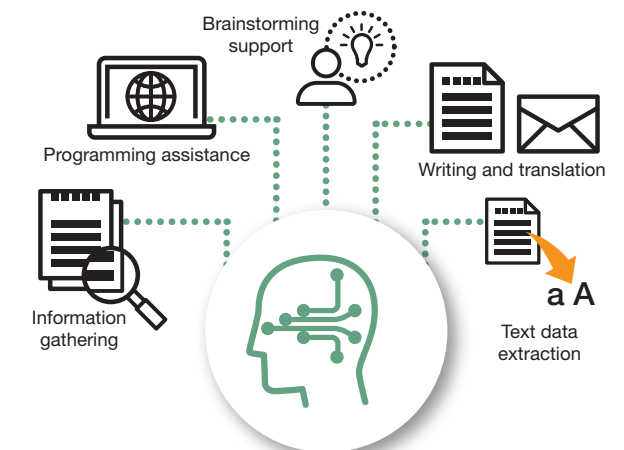 Brainstorming
support
Programming assistance
Writing and translation
Information
gathering
a A
Text data
extraction